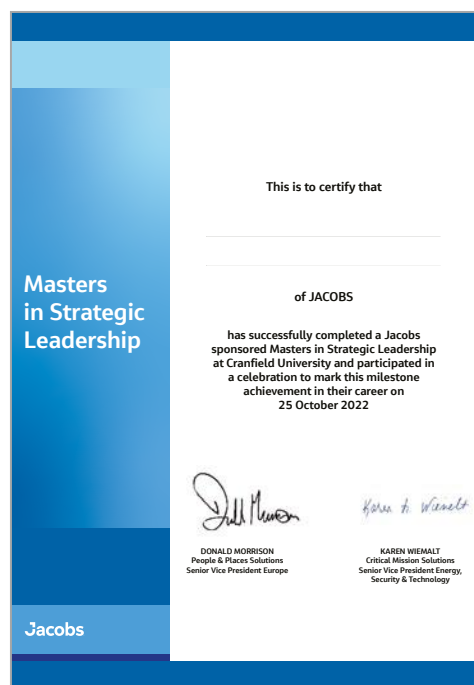 Masters
in Strategic
Leadership
Jacobs
This is to certify that
of JACOBS
has successfully completed a Jacobs
sponsored Masters in Strategic Leadership
at Cranfield University and participated in
a celebration to mark this milestone
achievement in their career on
25 October 2022
Karen h. Wiemalt
DONALD MORRISON
People & Places Solutions
Senior Vice President Europe
KAREN WIEMALT
Critical Mission Solutions
Senior Vice President Energy,
Security & Technology